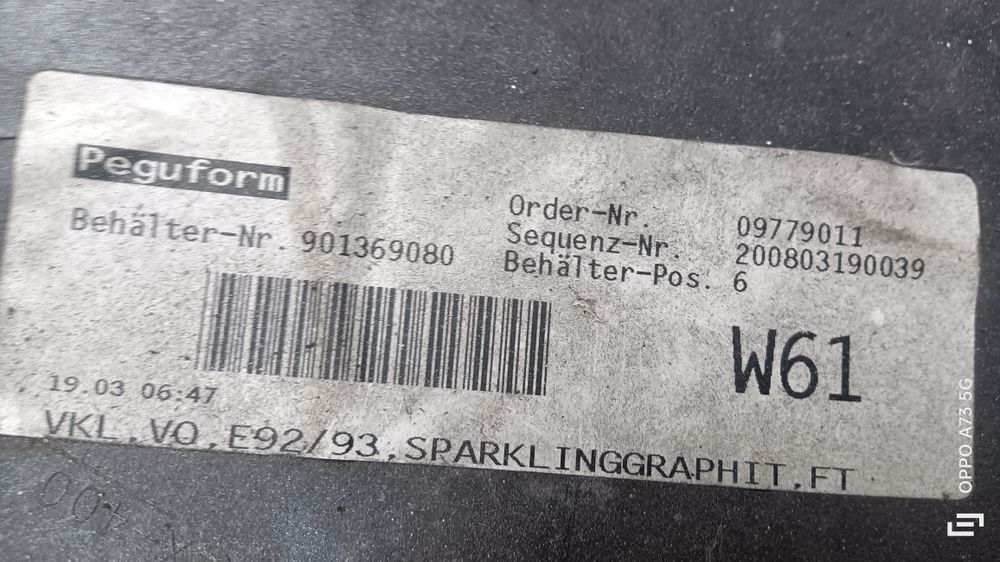 Peguform
Behälter-Nr. 901369080
Order-Nr. 09779011
Sequenz-Nr. 200803190039
Behälter-Pos. 6
W61
19.03 06:47
VKL.VO.E92/93.SPARKLINGGRAPHIT.FT
OPPO A73 5G